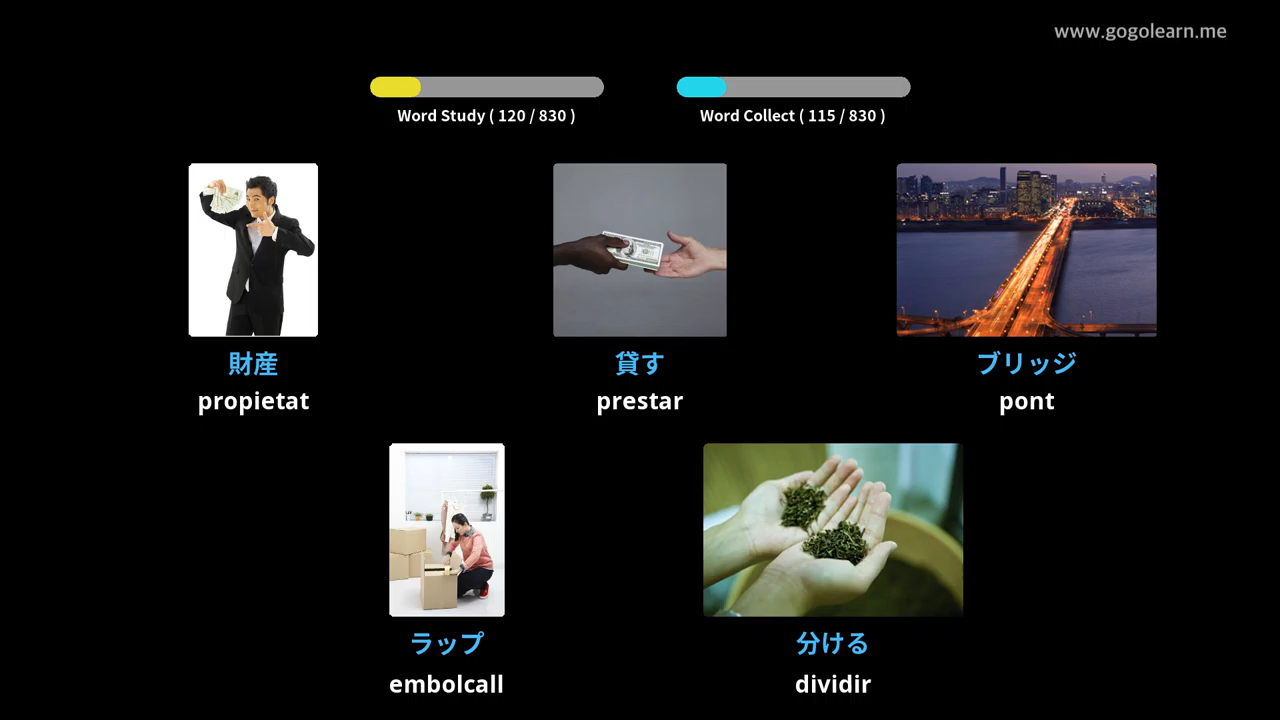 www.gogolearn.me
Word Study ( 120 / 830 )
Word Collect ( 115 / 830 )
財産
propietat
貸す
prestar
ブリッジ
pont
ラップ
embolcall
分ける
dividir